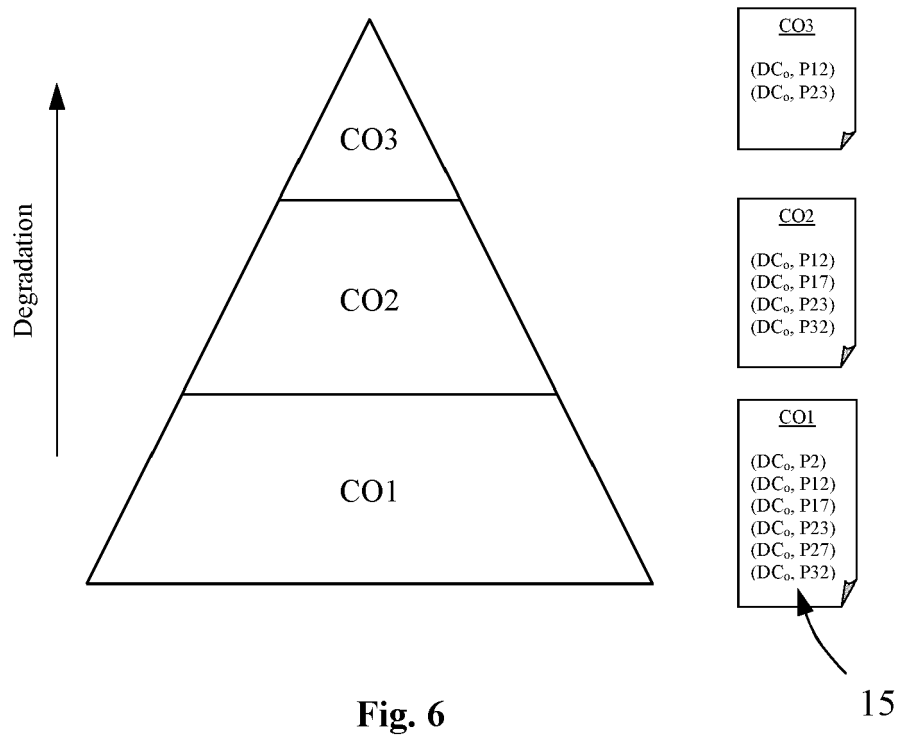 Degradation
CO3
CO2
CO1
CO3
(DCₒ, P12)
(DCₒ, P23)
CO2
(DCₒ, P12)
(DCₒ, P17)
(DCₒ, P23)
(DCₒ, P32)
CO1
(DCₒ, P2)
(DCₒ, P12)
(DCₒ, P17)
(DCₒ, P23)
(DCₒ, P27)
(DCₒ, P32)
15
Fig. 6